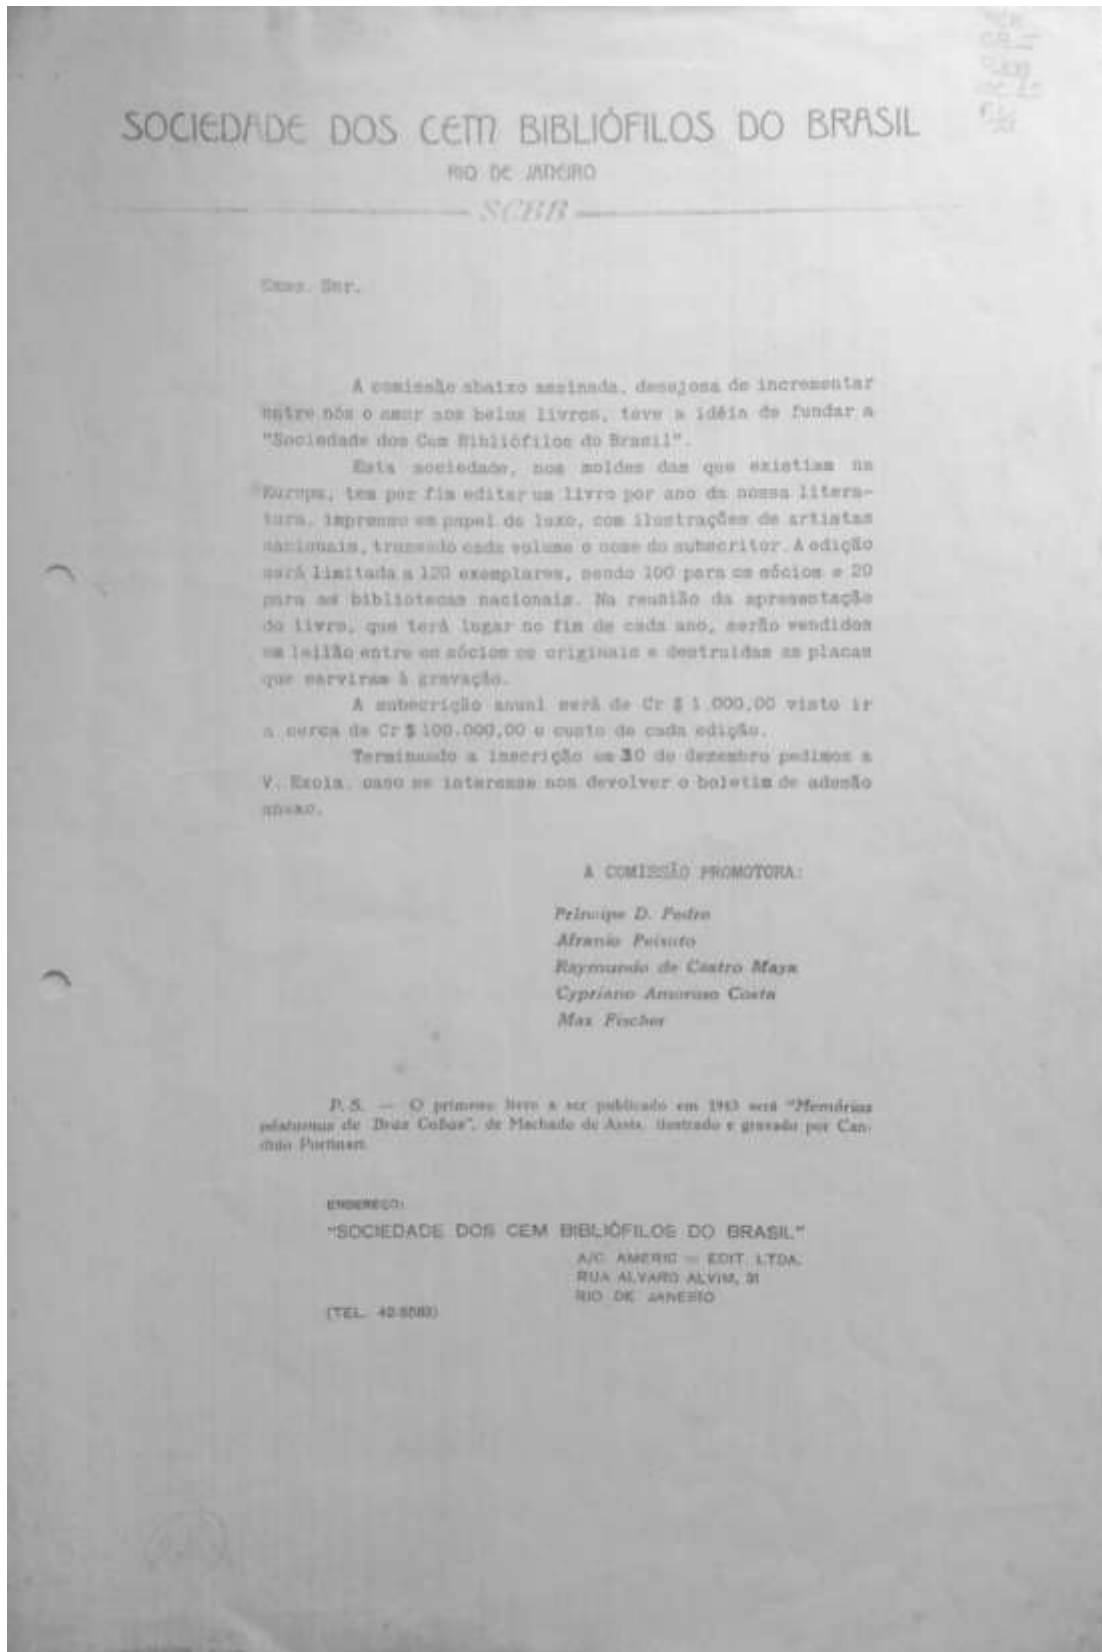 SOCIEDADE DOS CEM BIBLIÓFILOS DO BRASIL
RIO DE JANEIRO
SCBB
Exmo. Snr.
A comissão abaixo assinada, desejosa de incrementar
entre nós o amor aos belos livros, teve a idéia de fundar a
"Sociedade dos Cem Bibliófilos do Brasil".
Esta sociedade, nos moldes das que existiam na
Europa, tem por fim editar um livro por ano da nossa litera-
tura, impresso em papel de luxo, com ilustrações de artistas
nacionais, trazendo cada volume o nome do subscritor. A edição
será limitada a 120 exemplares, sendo 100 para os sócios e 20
para as bibliotecas nacionais. Na reunião da apresentação
do livro, que terá lugar no fim de cada ano, serão vendidos
em leilão entre os sócios os originais e destruidas as placas
que serviram à gravação.
A subscrição anual será de Cr $ 1.000,00 visto ir
a cerca de Cr $ 100.000,00 o custo de cada edição.
Terminando a inscrição em 30 de dezembro pedimos a
V. Excia. caso se interesse nos devolver o boletim de adesão
anexo.
A COMISSÃO PROMOTORA:
Principe D. Pedro
Afranio Peixoto
Raymundo de Castro Maya
Cypriano Amoroso Costa
Max Fischer
P. S. — O primeiro livro a ser publicado em 1943 será "Memórias
póstumas de Braz Cubas", de Machado de Assis, ilustrado e gravado por Can-
dido Portinari.
ENDEREÇO:
"SOCIEDADE DOS CEM BIBLIÓFILOS DO BRASIL"
A/C AMERIC — EDIT. LTDA.
RUA ALVARO ALVIM, 31
RIO DE JANEIRO
(TEL.